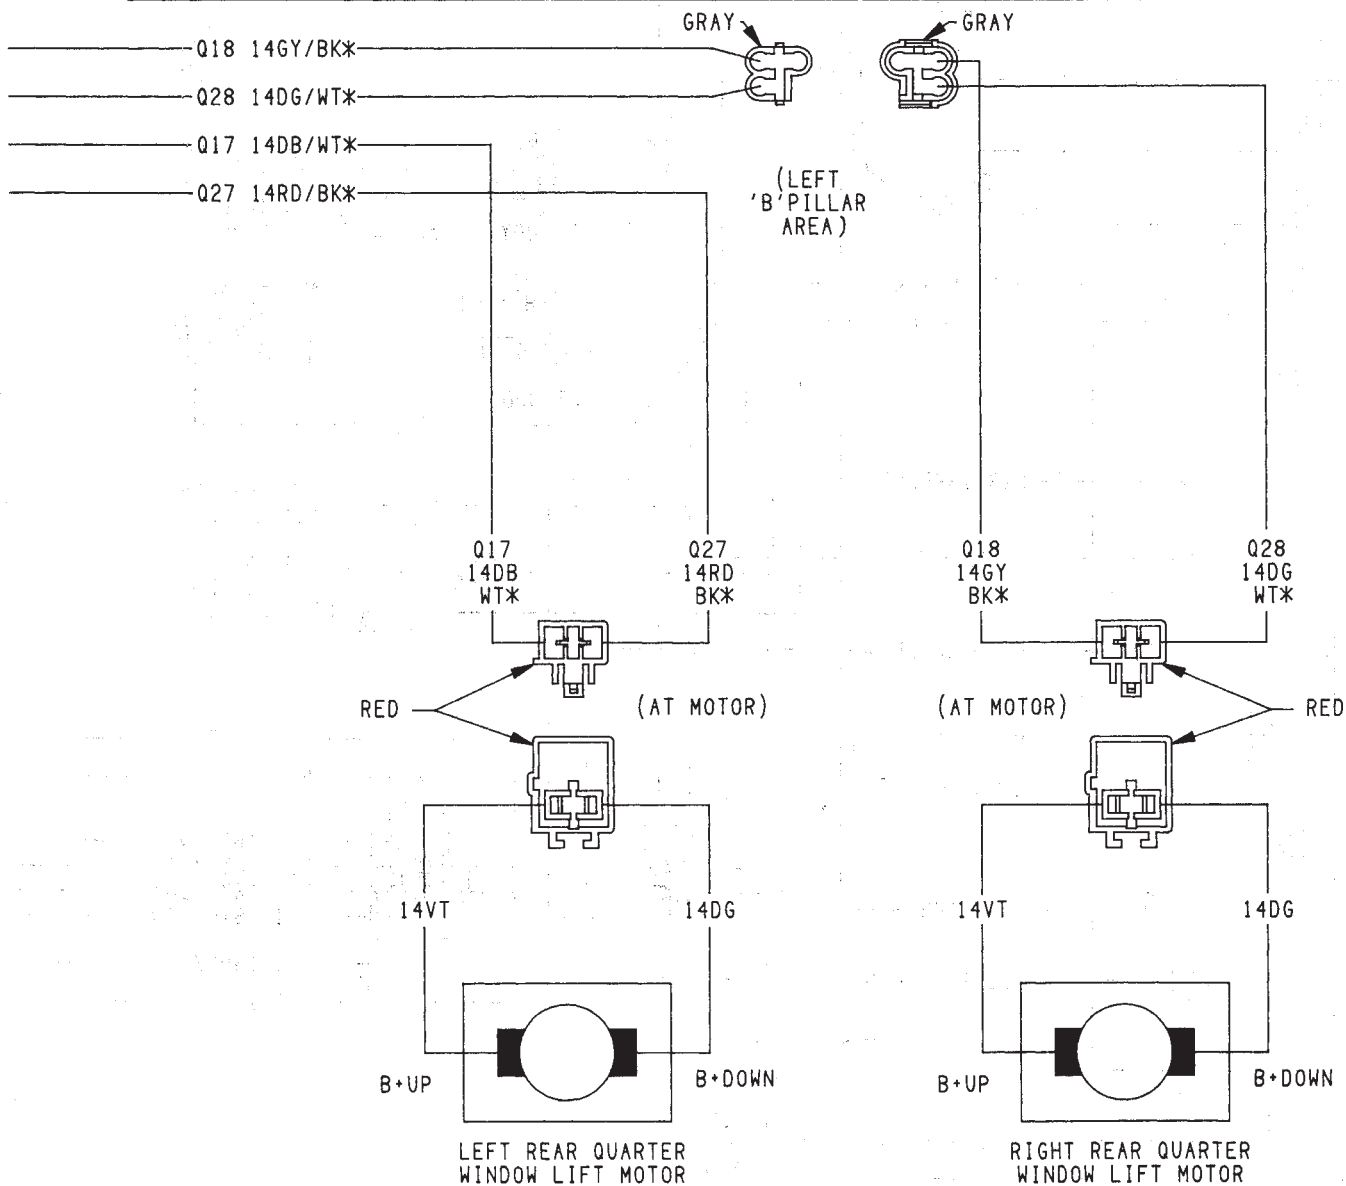 GRAY
GRAY
Q18 14GY/BK*
Q28 14DG/WT*
Q17 14DB/WT*
Q27 14RD/BK*
(LEFT
'B'PILLAR
AREA)
Q17
14DB
WT*
Q27
14RD
BK*
Q18
14GY
BK*
Q28
14DG
WT*
RED
(AT MOTOR)
(AT MOTOR)
RED
14VT
14DG
14VT
14DG
B+UP
B+DOWN
B+UP
B+DOWN
LEFT REAR QUARTER
WINDOW LIFT MOTOR
RIGHT REAR QUARTER
WINDOW LIFT MOTOR